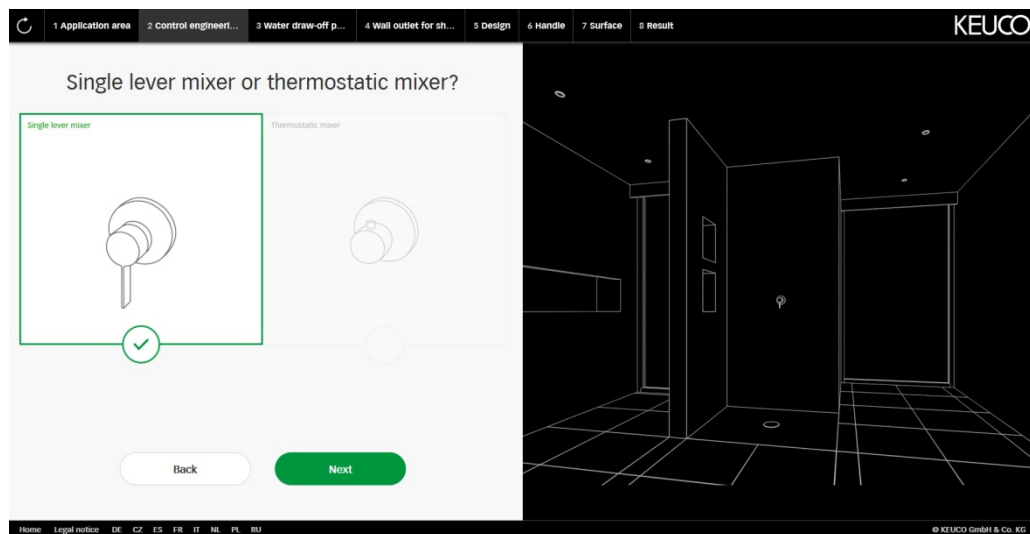 1 Application area 2 Control engineeri... 3 Water draw-off p... 4 Wall outlet for sh... 5 Design 6 Handle 7 Surface 8 Result KEUCO
Single lever mixer or thermostatic mixer?
Single lever mixer Thermostatic mixer
Back Next
Home Legal notice DE CZ ES FR IT NL PL RU © KEUCO GmbH & Co. KG